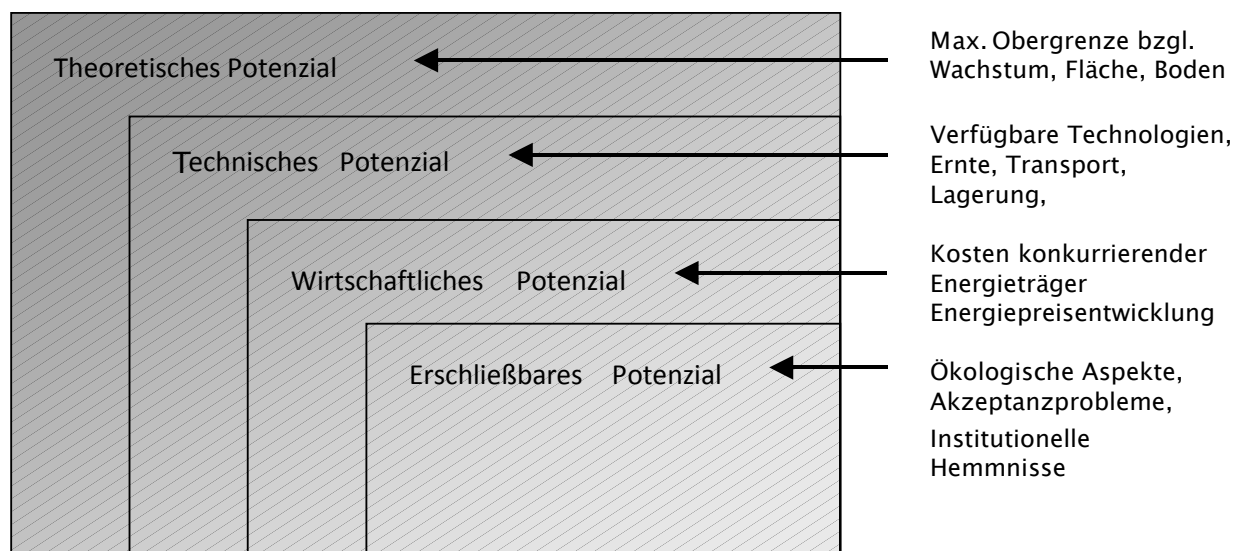 Theoretisches Potenzial
Max. Obergrenze bzgl.
Wachstum, Fläche, Boden
Technisches Potenzial
Verfügbare Technologien,
Ernte, Transport,
Lagerung,
Wirtschaftliches Potenzial
Kosten konkurrierender
Energieträger
Energiepreisentwicklung
Erschließbares Potenzial
Ökologische Aspekte,
Akzeptanzprobleme,
Institutionelle
Hemmnisse